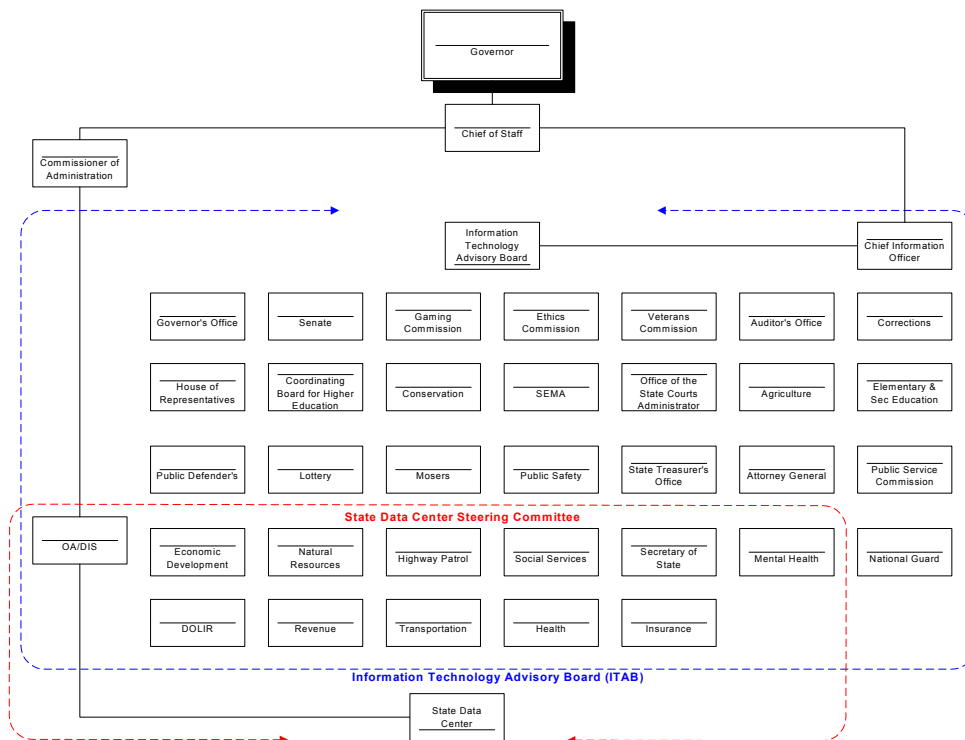 Governor
Chief of Staff
Commissioner of
Administration
Information
Technology
Advisory Board
Chief Information
Officer
Governor's Office
Senate
Gaming
Commission
Ethics
Commission
Veterans
Commission
Auditor's Office
Corrections
House of
Representatives
Coordinating
Board for Higher
Education
Conservation
SEMA
Office of the
State Courts
Administrator
Agriculture
Elementary &
Sec Education
Public Defender's
Lottery
Mosers
Public Safety
State Treasurer's
Office
Attorney General
Public Service
Commission
State Data Center Steering Committee
OA/DIS
Economic
Development
Natural
Resources
Highway Patrol
Social Services
Secretary of
State
Mental Health
National Guard
DOLIR
Revenue
Transportation
Health
Insurance
Information Technology Advisory Board (ITAB)
State Data
Center